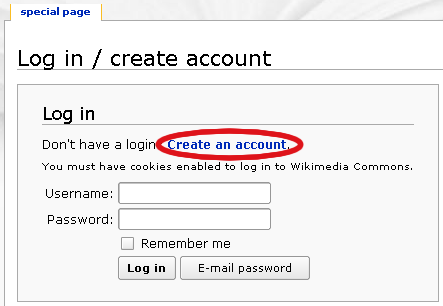 special page
Log in / create account
Log in
Don't have a login Create an account.
You must have cookies enabled to log in to Wikimedia Commons.
Username:
Password:
Remember me
Log in E-mail password